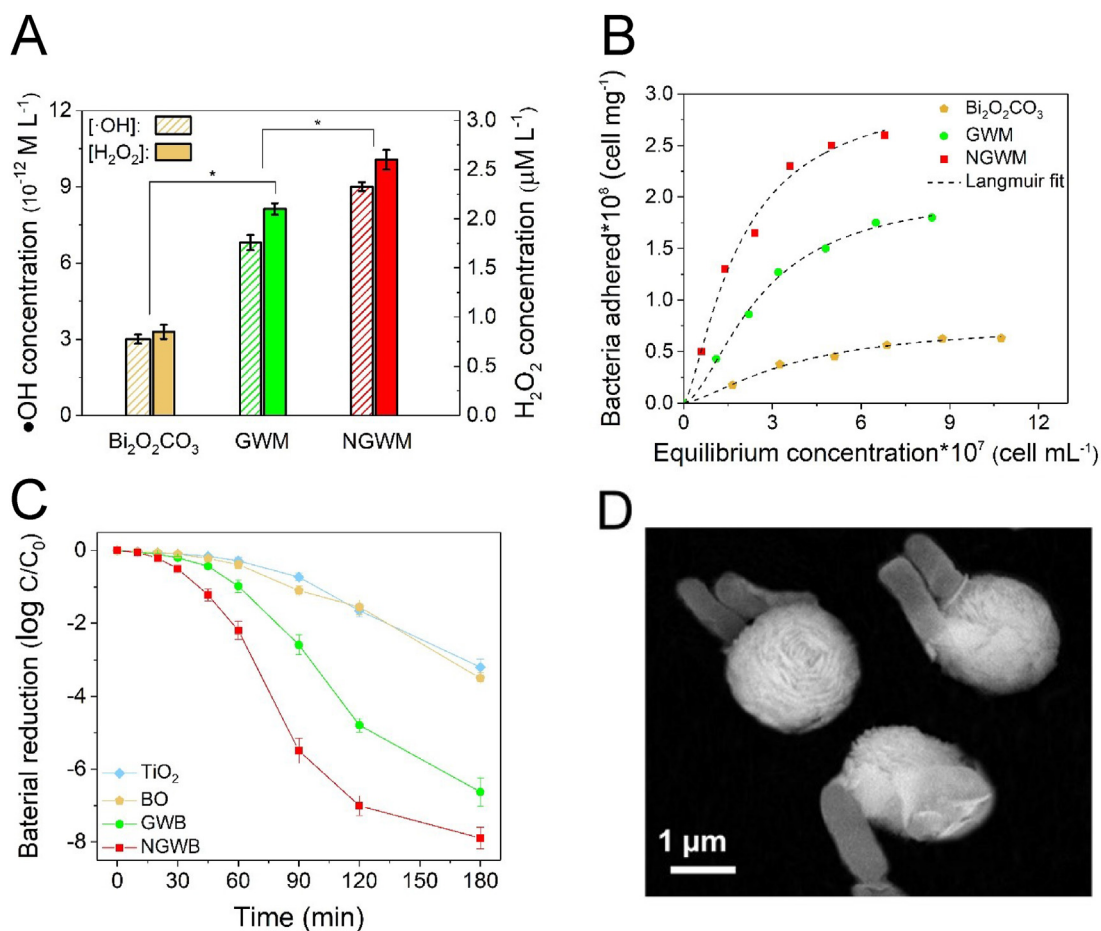 A
●OH concentration (10⁻¹² M L⁻¹)
12
9
6
3
0
[·OH]:
[H₂O₂]:
*
*
3.0
2.5
2.0
1.5
1.0
0.5
0.0
H₂O₂ concentration (μM L⁻¹)
Bi₂O₂CO₃ GWM NGWM
B
Bacteria adhered*10⁸ (cell mg⁻¹)
3.0
2.5
2.0
1.5
1.0
0.5
0.0
Bi₂O₂CO₃
GWM
NGWM
Langmuir fit
0 3 6 9 12
Equilibrium concentration*10⁷ (cell mL⁻¹)
C
Baterial reduction (log C/C₀)
0
-2
-4
-6
-8
TiO₂
BO
GWB
NGWB
0 30 60 90 120 150 180
Time (min)
D
1 μm